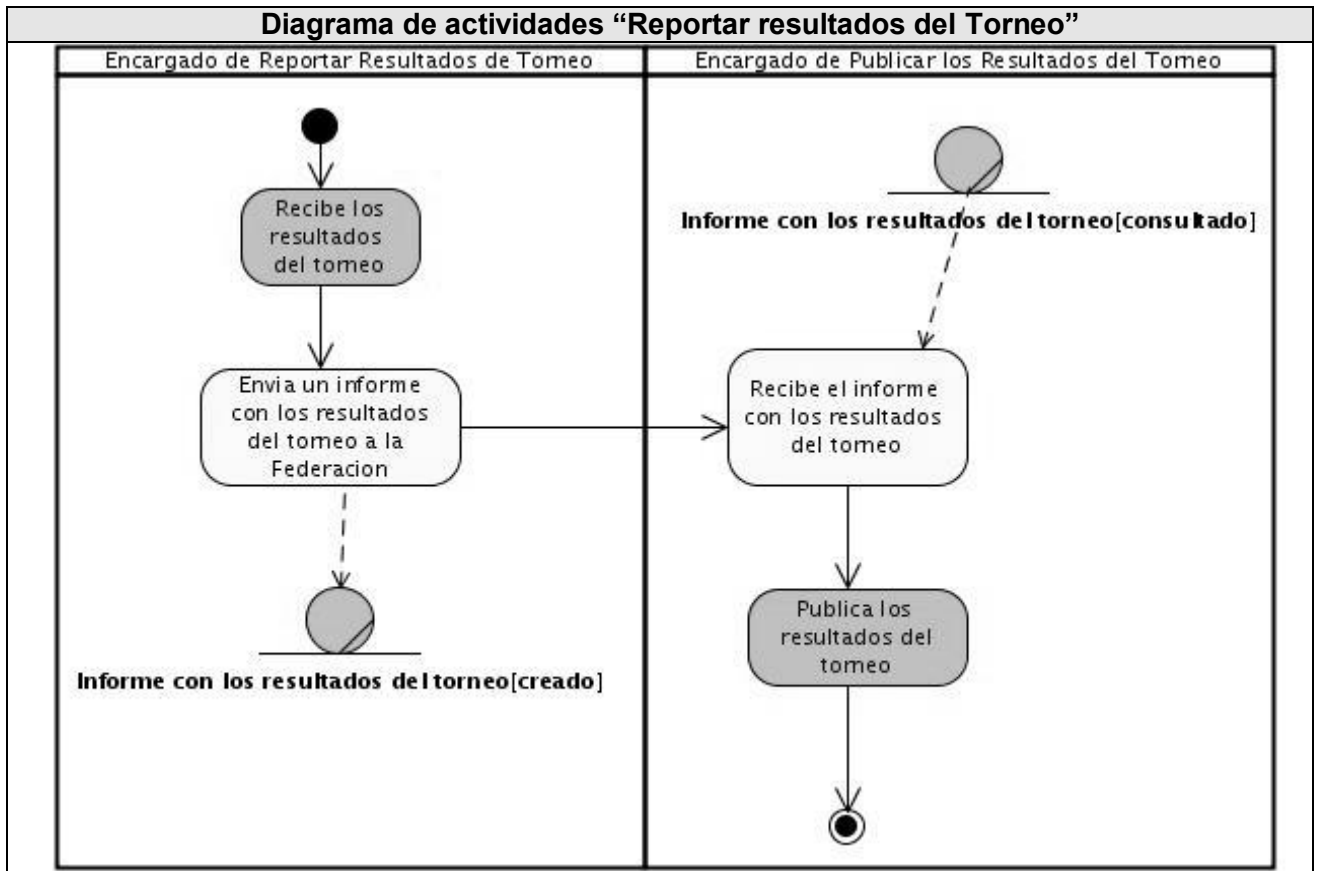 Diagrama de actividades “Reportar resultados del Torneo”
Encargado de Reportar Resultados de Torneo
Encargado de Publicar los Resultados del Torneo
Recibe los
resultados
del torneo
Envia un informe
con los resultados
del torneo a la
Federacion
Informe con los resultados del torneo[creado]
Informe con los resultados del torneo[consultado]
Recibe el informe
con los resultados
del torneo
Publica los
resultados del
torneo